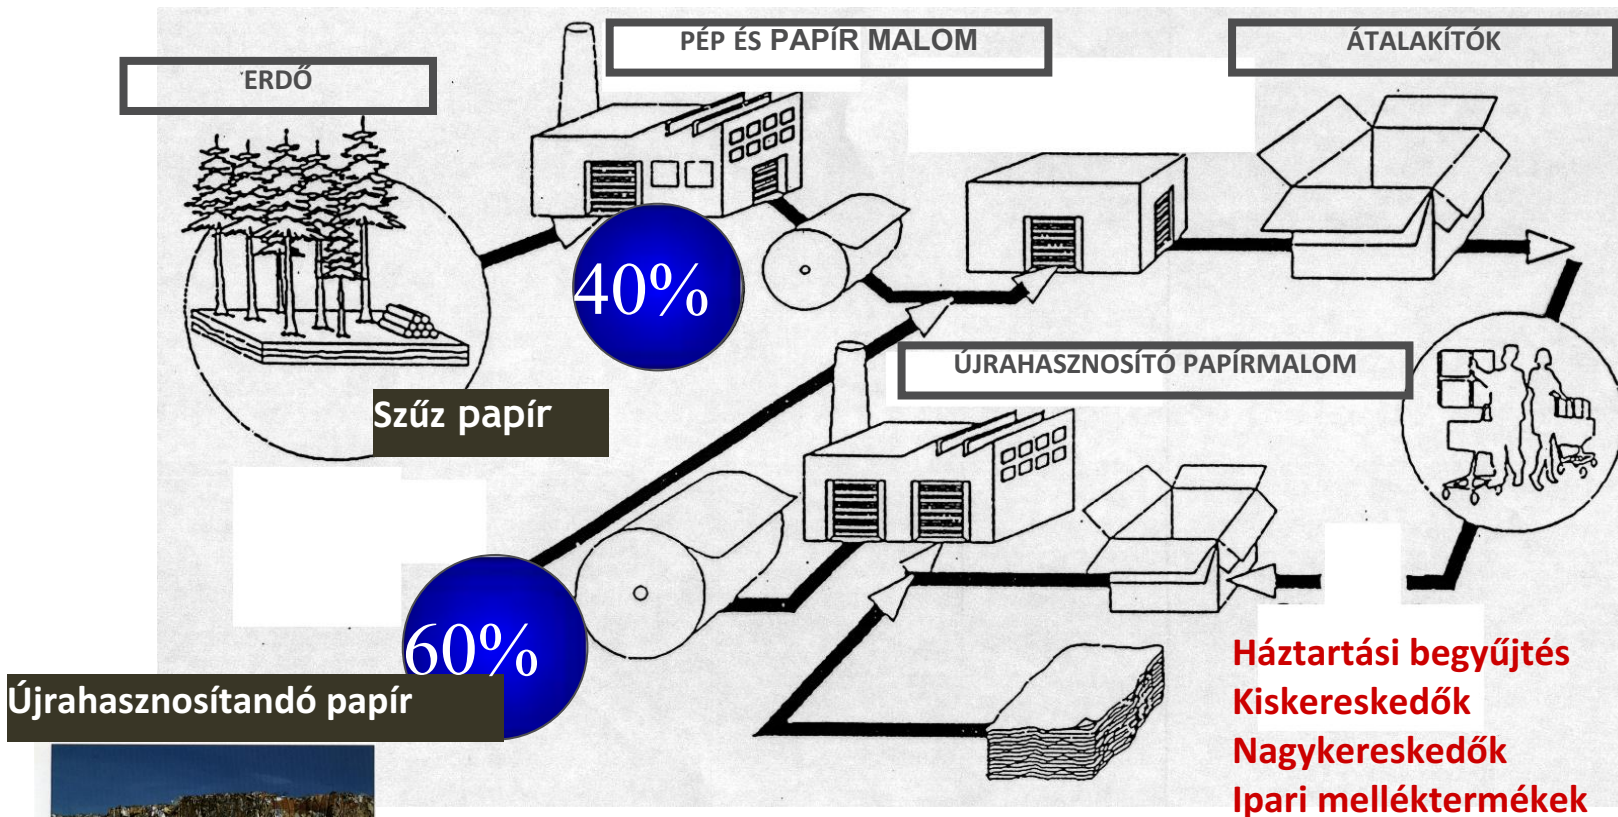 PÉP ÉS PAPÍR MALOM
ÁTALAKÍTÓK
ERDŐ
40%
ÚJRAHASZNOSÍTÓ PAPÍRMALOM
Szűz papír
60%
Újrahasznosítandó papír
Háztartási begyűjtés
Kiskereskedők
Nagykereskedők
Ipari melléktermékek